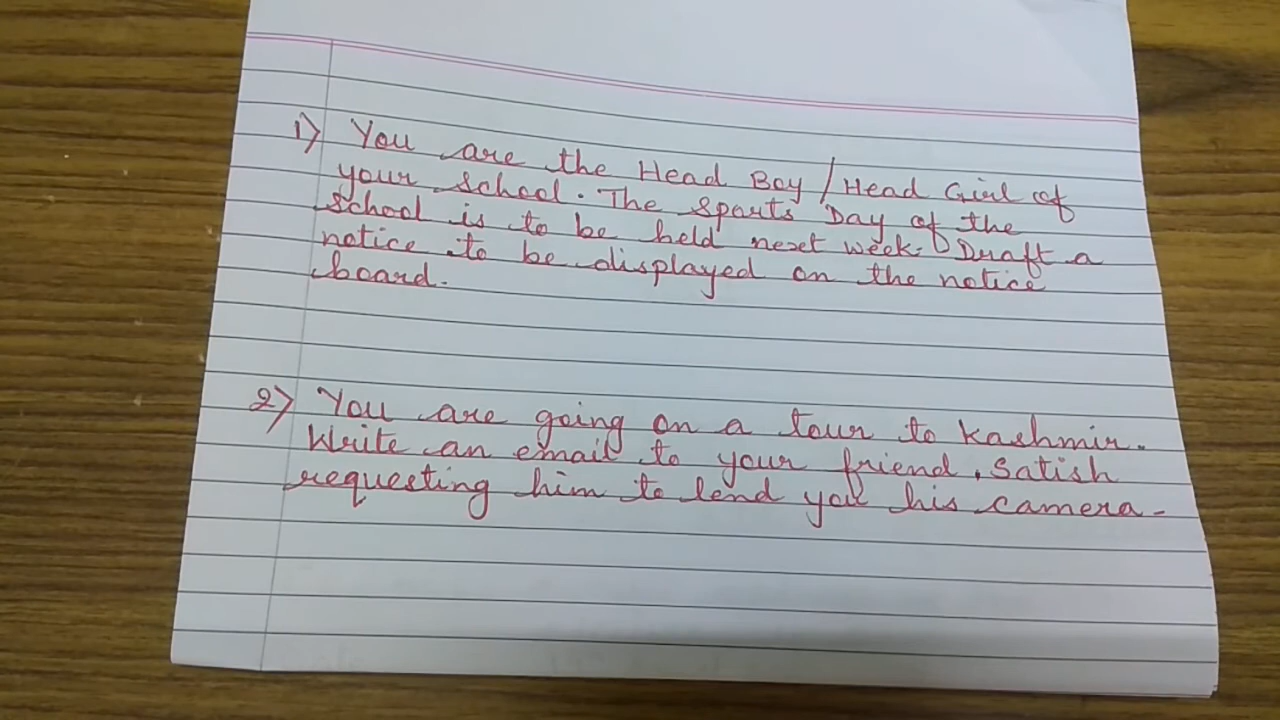 1) You are the Head Boy / Head Girl of
your school. The Sports Day of the
school is to be held next week. Draft a
notice to be displayed on the notice
board.
2) You are going on a tour to Kashmir.
Write an email to your friend, Satish
requesting him to lend you his camera.